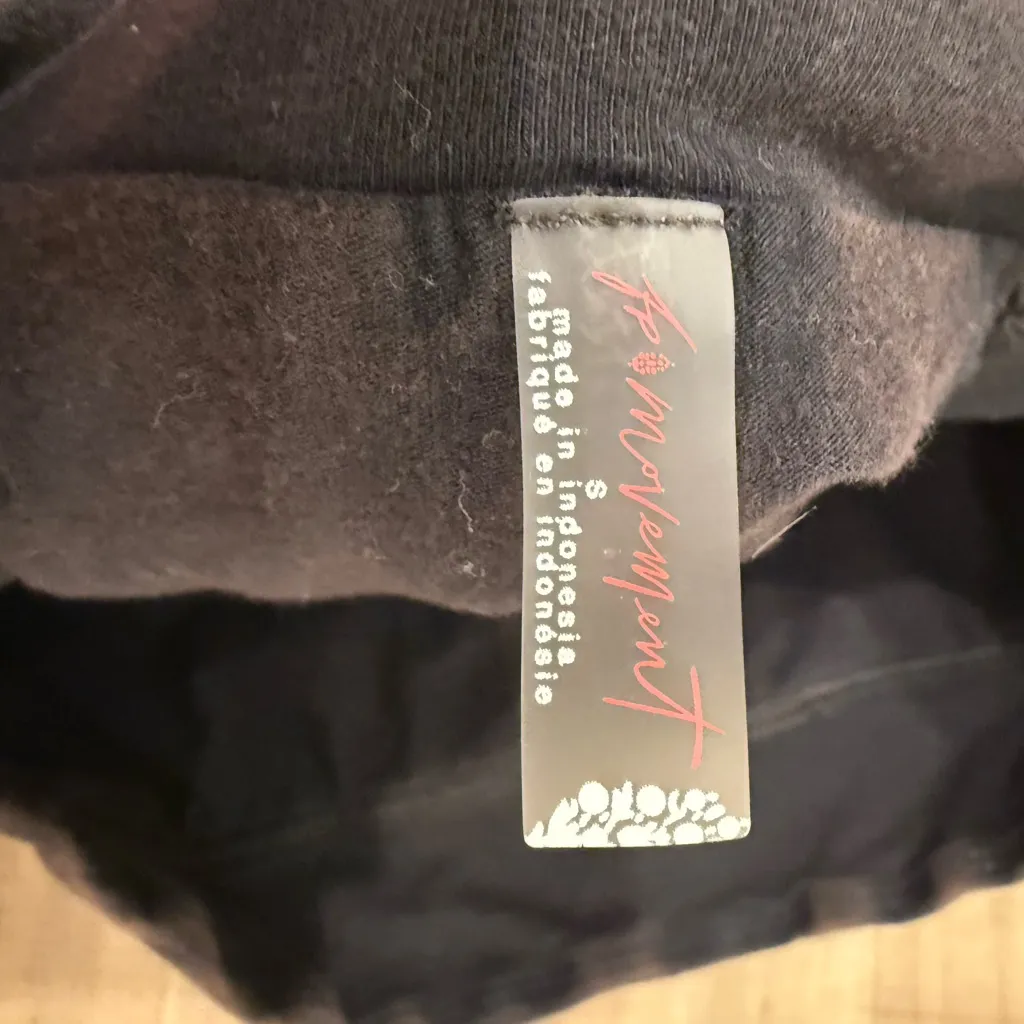 fp movement
S
made in indonesia
fabriqué en indonésie